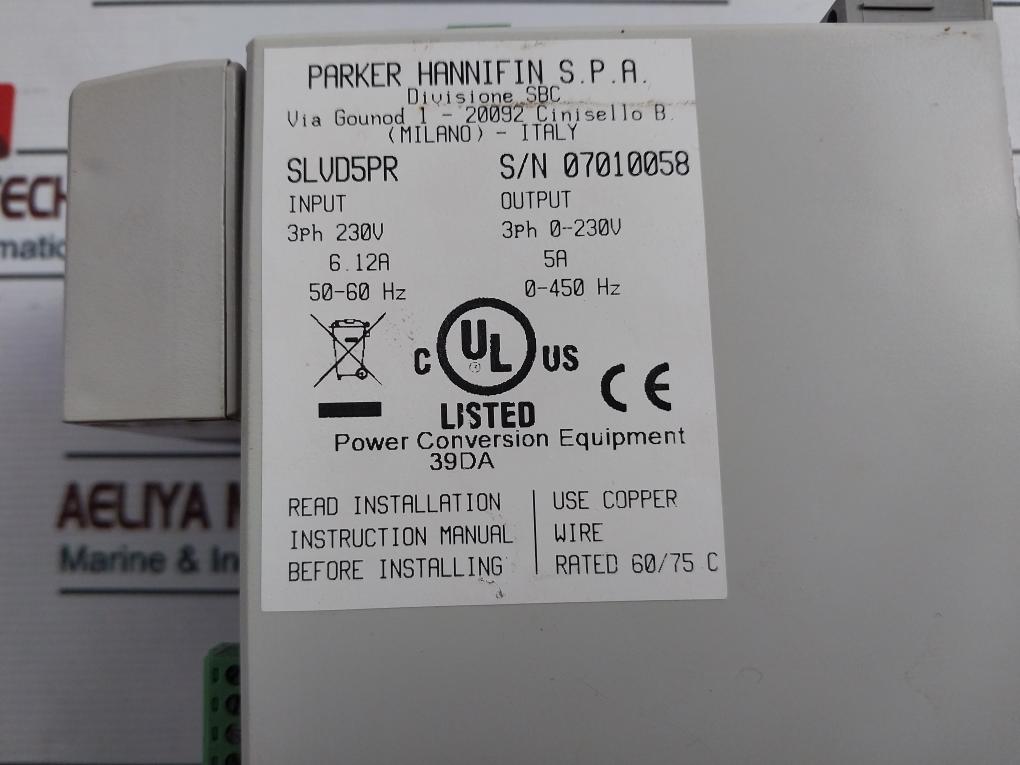 PARKER HANNIFIN S.P.A.
Divisione SBC
Via Gounod 1 - 20092 Cinisello B.
(MILANO) - ITALY
SLVD5PR S/N 07010058
INPUT OUTPUT
3Ph 230V 3Ph 0-230V
6.12A 5A
50-60 Hz 0-450 Hz
C UL ® US CE
LISTED
Power Conversion Equipment
39DA
READ INSTALLATION USE COPPER
INSTRUCTION MANUAL WIRE
BEFORE INSTALLING RATED 60/75 C
AELIYA
Marine &